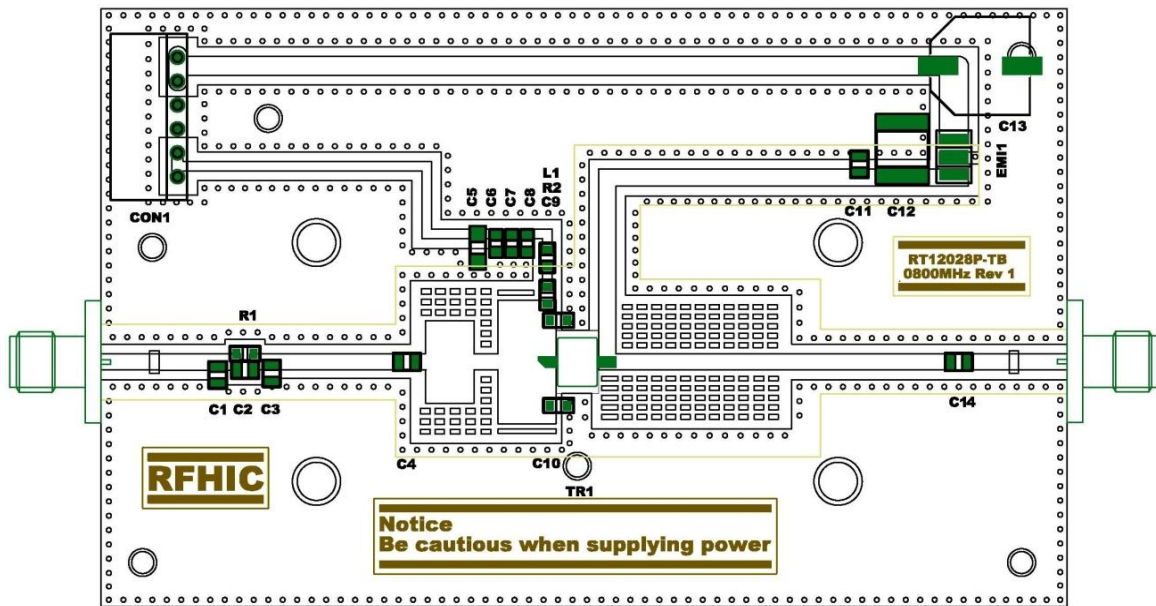 C13
EMI1
CON1
L1
R2
C9
C5
C6
C7
C8
C11
C12
RT12028P-TB
0800MHz Rev 1
R1
C1
C2
C3
C14
C4
C10
TR1
RFHIC
Notice
Be cautious when supplying power